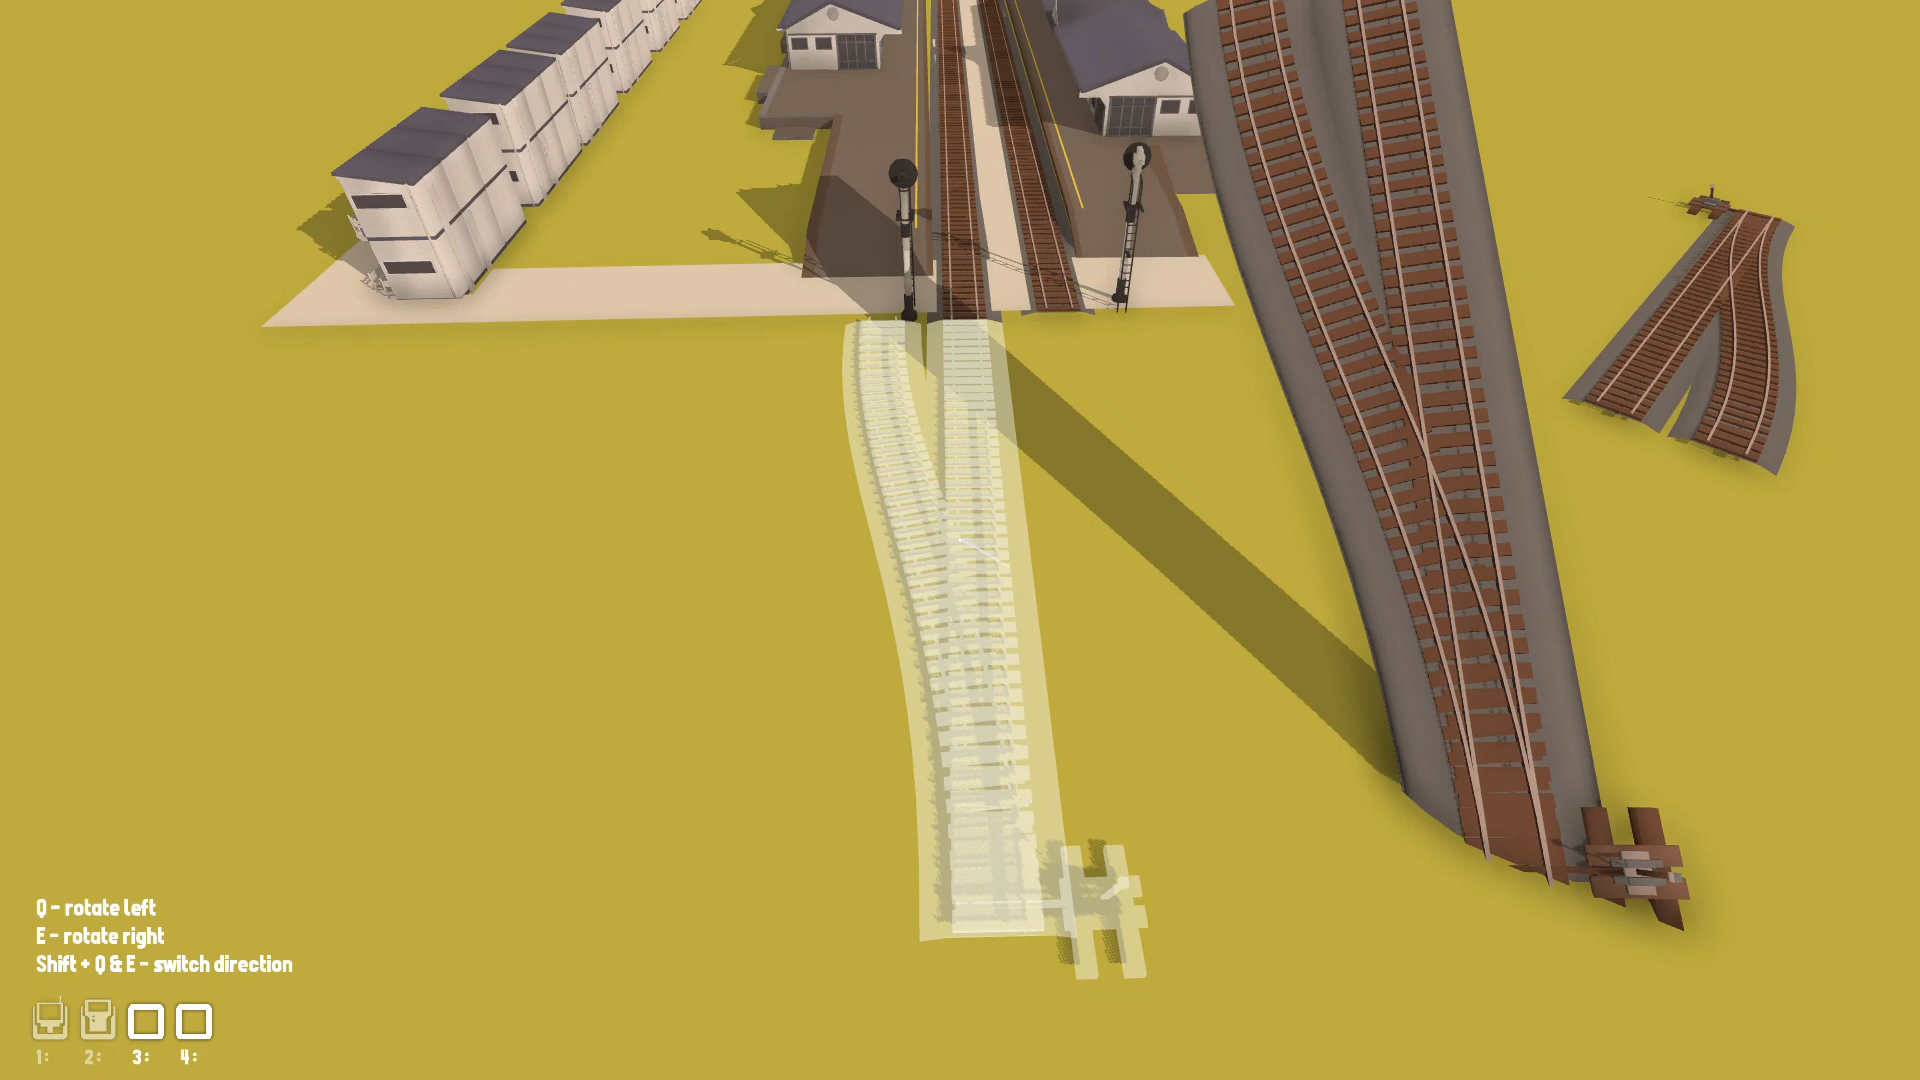 Q - rotate left
E - rotate right
Shift + Q & E - switch direction
1: 2: 3: 4: